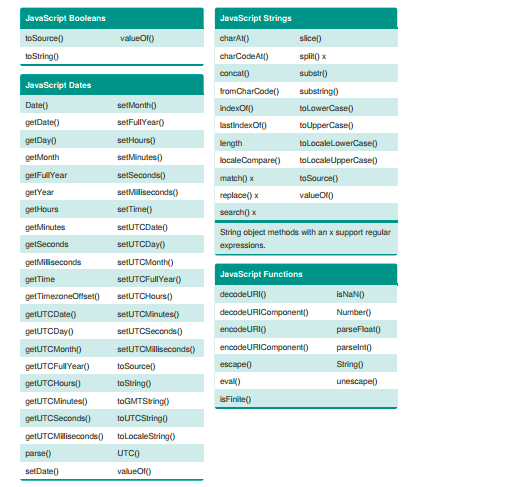 JavaScript Booleans
toSource() valueOf()
toString()
JavaScript Dates
Date() setMonth()
getDate() setFullYear()
getDay() setHours()
getMonth setMinutes()
getFullYear setSeconds()
getYear setMilliseconds()
getHours setTime()
getMinutes setUTCDate()
getSeconds setUTCDay()
getMilliseconds setUTCMonth()
getTime setUTCFullYear()
getTimezoneOffset() setUTCHours()
getUTCDate() setUTCMinutes()
getUTCDay() setUTCSeconds()
getUTCMonth() setUTCMilliseconds()
getUTCFullYear() toSource()
getUTCHours() toString()
getUTCMinutes() toGMTString()
getUTCSeconds() toUTCString()
getUTCMilliseconds() toLocaleString()
parse() UTC()
setDate() valueOf()
JavaScript Strings
charAt() slice()
charCodeAt() split() x
concat() substr()
fromCharCode() substring()
indexOf() toLowerCase()
lastIndexOf() toUpperCase()
length toLocaleLowerCase()
localeCompare() toLocaleUpperCase()
match() x toSource()
replace() x valueOf()
search() x
String object methods with an x support regular
expressions.
JavaScript Functions
decodeURI() isNaN()
decodeURIComponent() Number()
encodeURI() parseFloat()
encodeURIComponent() parseInt()
escape() String()
eval() unescape()
isFinite()